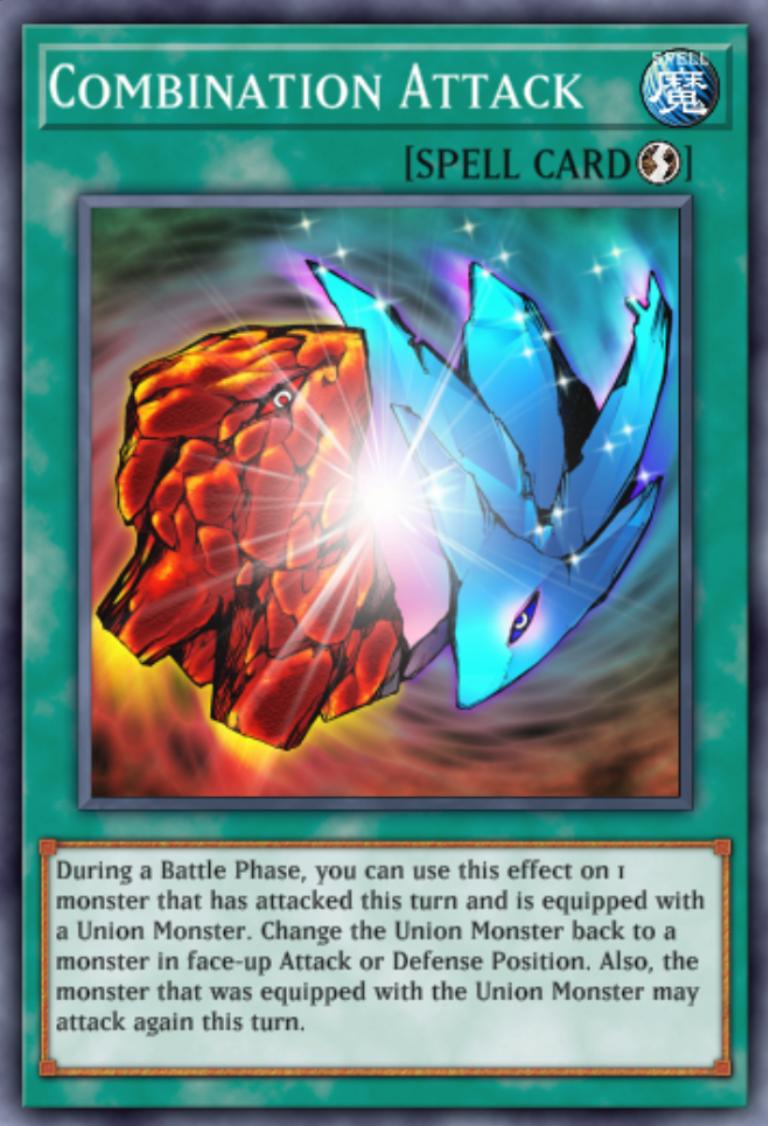 COMBINATION ATTACK
SPELL
魔
[SPELL CARD]
During a Battle Phase, you can use this effect on 1
monster that has attacked this turn and is equipped with
a Union Monster. Change the Union Monster back to a
monster in face-up Attack or Defense Position. Also, the
monster that was equipped with the Union Monster may
attack again this turn.